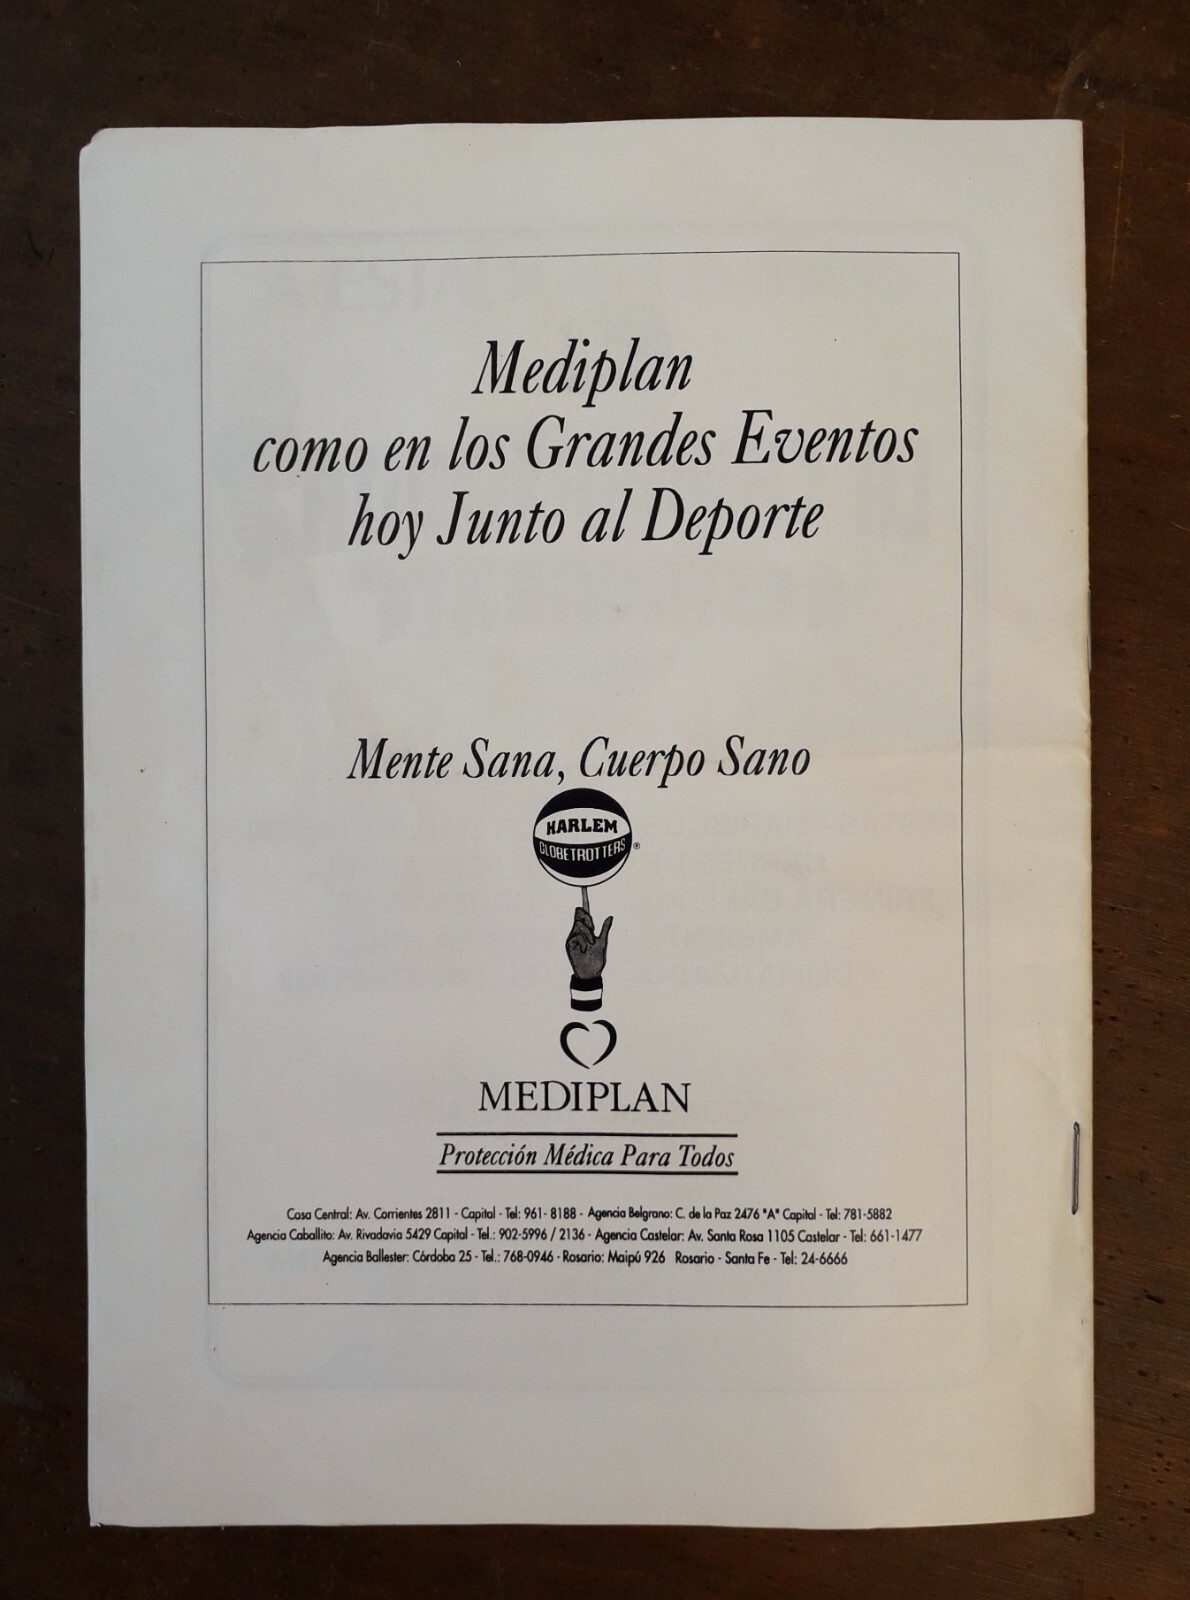 Mediplan
como en los Grandes Eventos
hoy Junto al Deporte
Mente Sana, Cuerpo Sano
HARLEM
GLOBETROTTERS®
MEDIPLAN
Protección Médica Para Todos
Casa Central: Av. Corrientes 2811 - Capital - Tel: 961- 8188 - Agencia Belgrano: C. de la Paz 2476 "A" Capital - Tel: 781-5882
Agencia Caballito: Av. Rivadavia 5429 Capital - Tel.: 902-5996 / 2136 - Agencia Castelar: Av. Santa Rosa 1105 Castelar - Tel: 661-1477
Agencia Ballester: Córdoba 25 - Tel.: 768-0946 - Rosario: Maipú 926 Rosario - Santa Fe - Tel: 24-6666